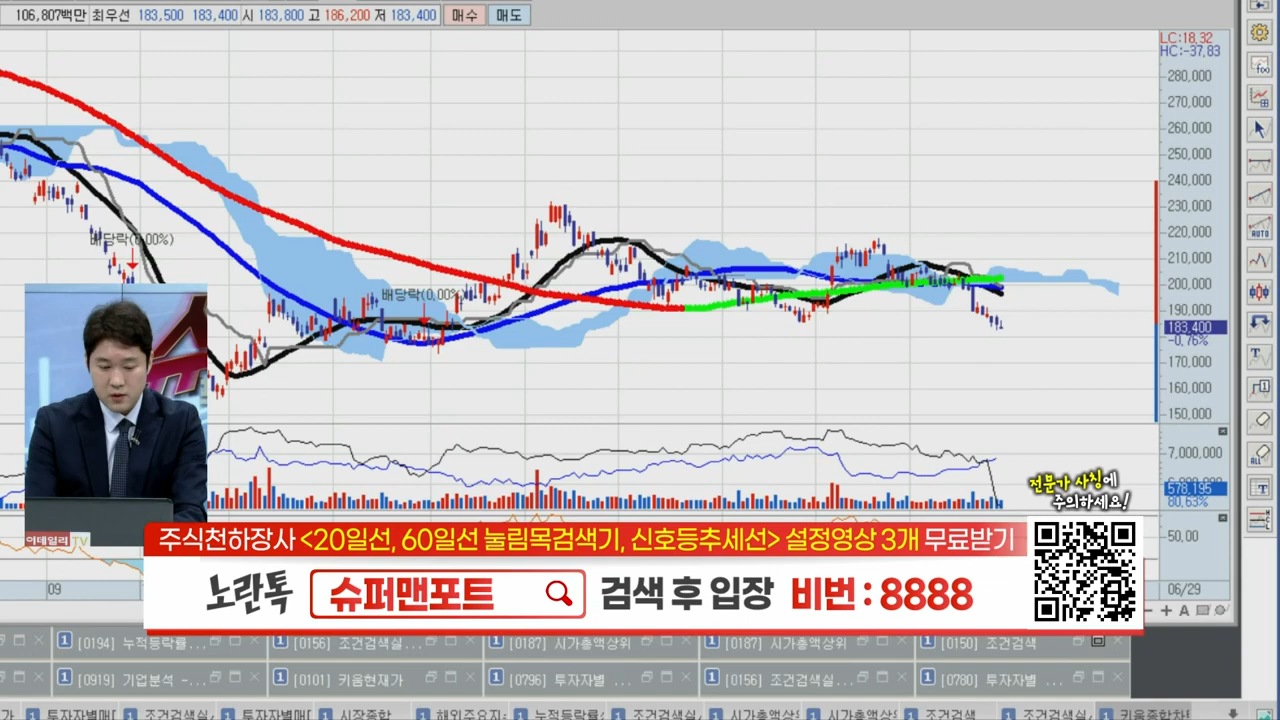 106,807백만 최우선 183,500 183,400 시 183,800 고 186,200 저 183,400 매수 매도
LC:18.32
HC:-37.83
280,000
270,000
260,000
250,000
240,000
230,000
220,000
210,000
200,000
190,000
183,400
-0.76%
170,000
160,000
150,000
배당락(0.00%)
배당락(0.00%)
7,000,000
578,195
80.63%
50.00
09
06/29
이데일리TV
전문가 사칭에
주의하세요!
주식천하장사 <20일선, 60일선 눌림목검색기, 신호등추세선> 설정영상 3개 무료받기
노란톡 슈퍼맨포트 검색 후 입장 비번 : 8888
1 [0194] 누적등락률... 1 [0156] 조건검색실... 1 [0187] 시가총액상위 1 [0187] 시가총액상위 1 [0150] 조건검색
1 [0919] 기업분석 -... 1 [0101] 키움현재가 1 [0796] 투자자별 ... 1 [0156] 조건검색실... 1 [0780] 투자자별 ...